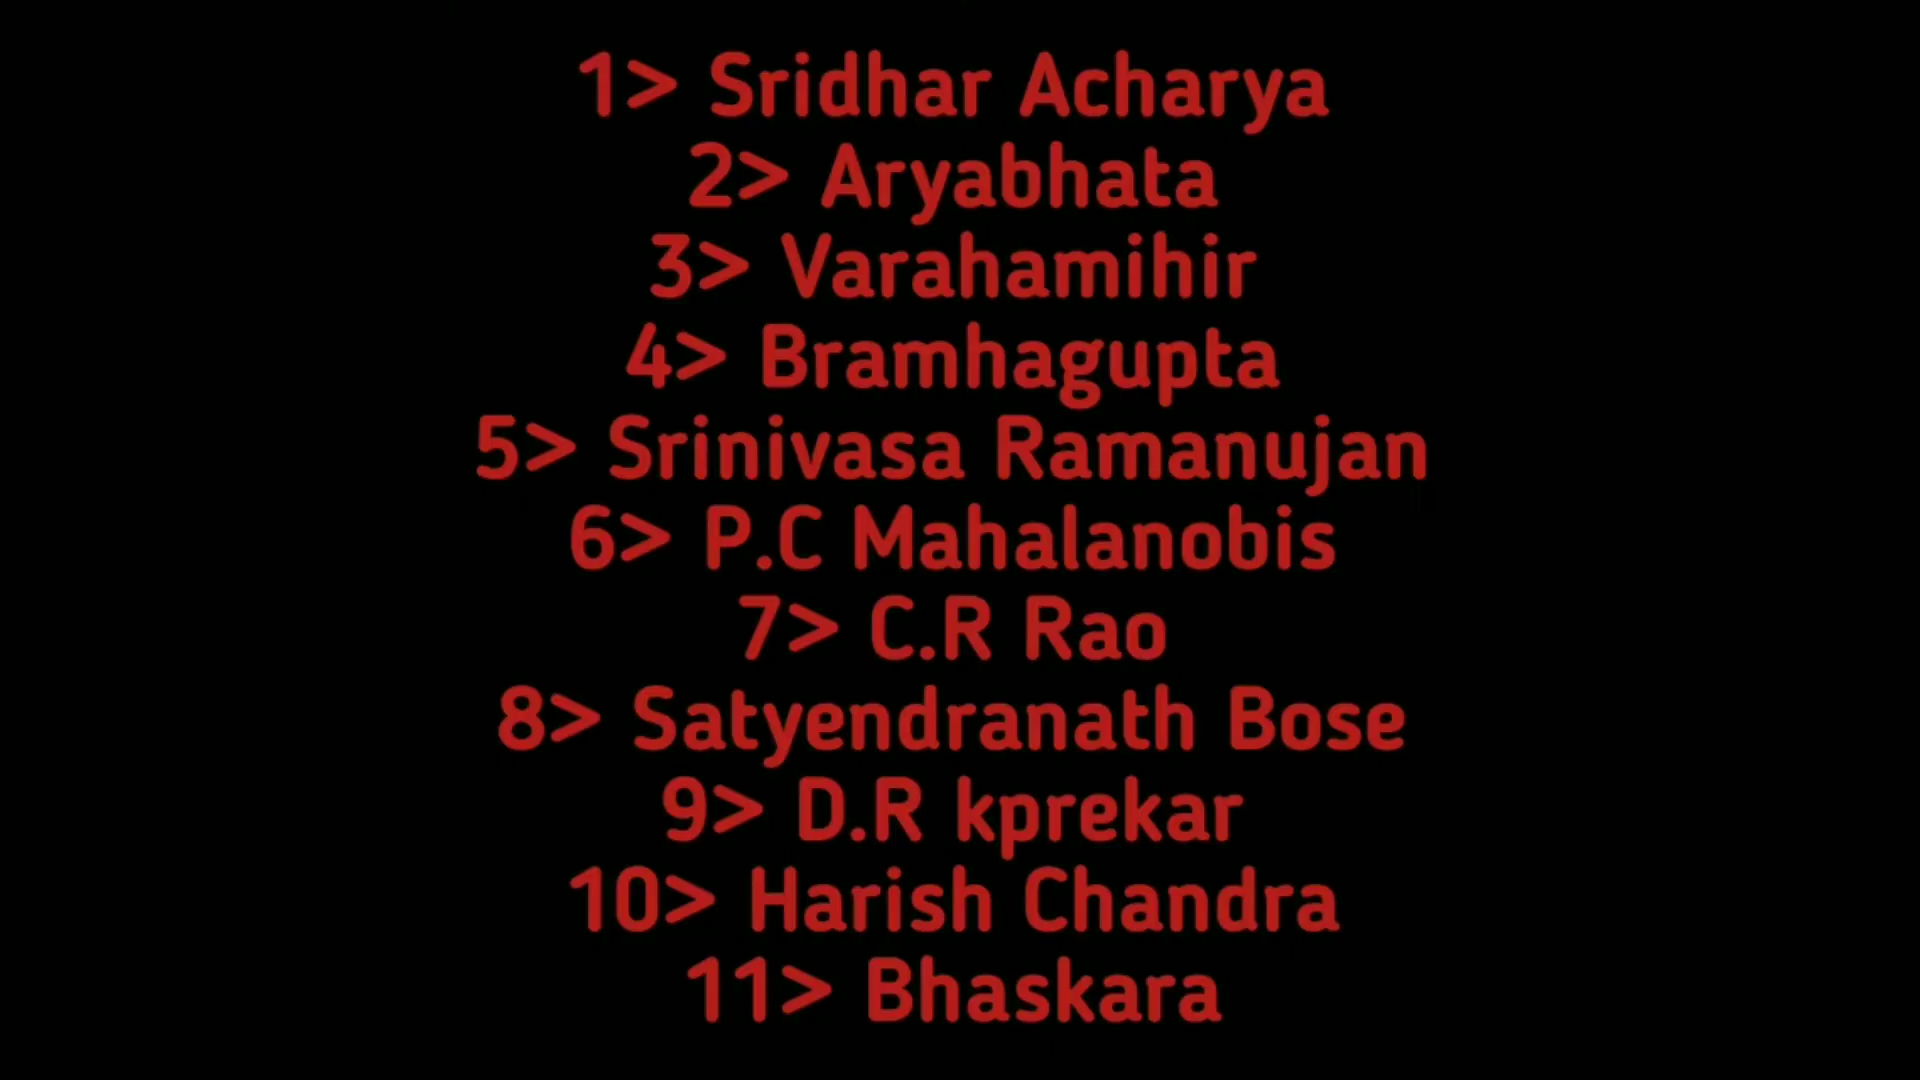 1> Sridhar Acharya
2> Aryabhata
3> Varahamihir
4> Bramhagupta
5> Srinivasa Ramanujan
6> P.C Mahalanobis
7> C.R Rao
8> Satyendranath Bose
9> D.R kprekar
10> Harish Chandra
11> Bhaskara